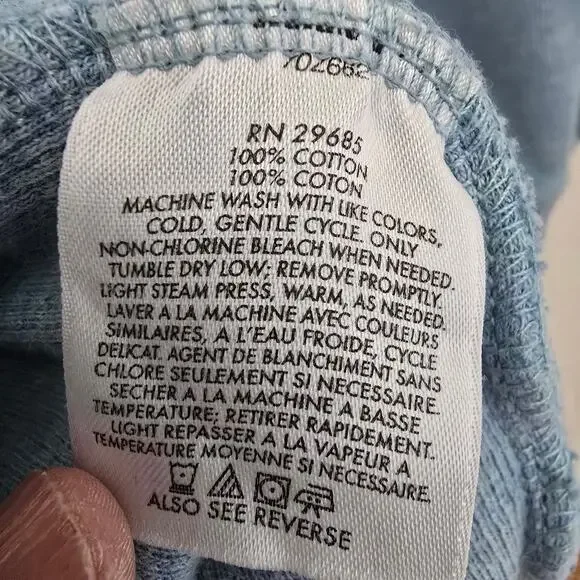 702662
RN 29685
100% COTTON
100% COTON
MACHINE WASH WITH LIKE COLORS,
COLD, GENTLE CYCLE. ONLY
NON-CHLORINE BLEACH WHEN NEEDED.
TUMBLE DRY LOW; REMOVE PROMPTLY.
LIGHT STEAM PRESS, WARM, AS NEEDED.
LAVER A LA MACHINE AVEC COULEURS
SIMILAIRES, A L'EAU FROIDE, CYCLE
DELICAT. AGENT DE BLANCHIMENT SANS
CHLORE SEULEMENT SI NECESSAIRE.
SECHER A LA MACHINE A BASSE
TEMPERATURE: RETIRER RAPIDEMENT.
LIGHT REPASSER A LA VAPEUR A
TEMPERATURE MOYENNE SI NECESSAIRE.
ALSO SEE REVERSE